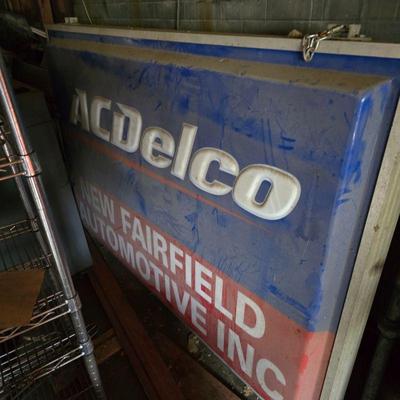 ACDelco
NEW FAIRFIELD
AUTOMOTIVE INC